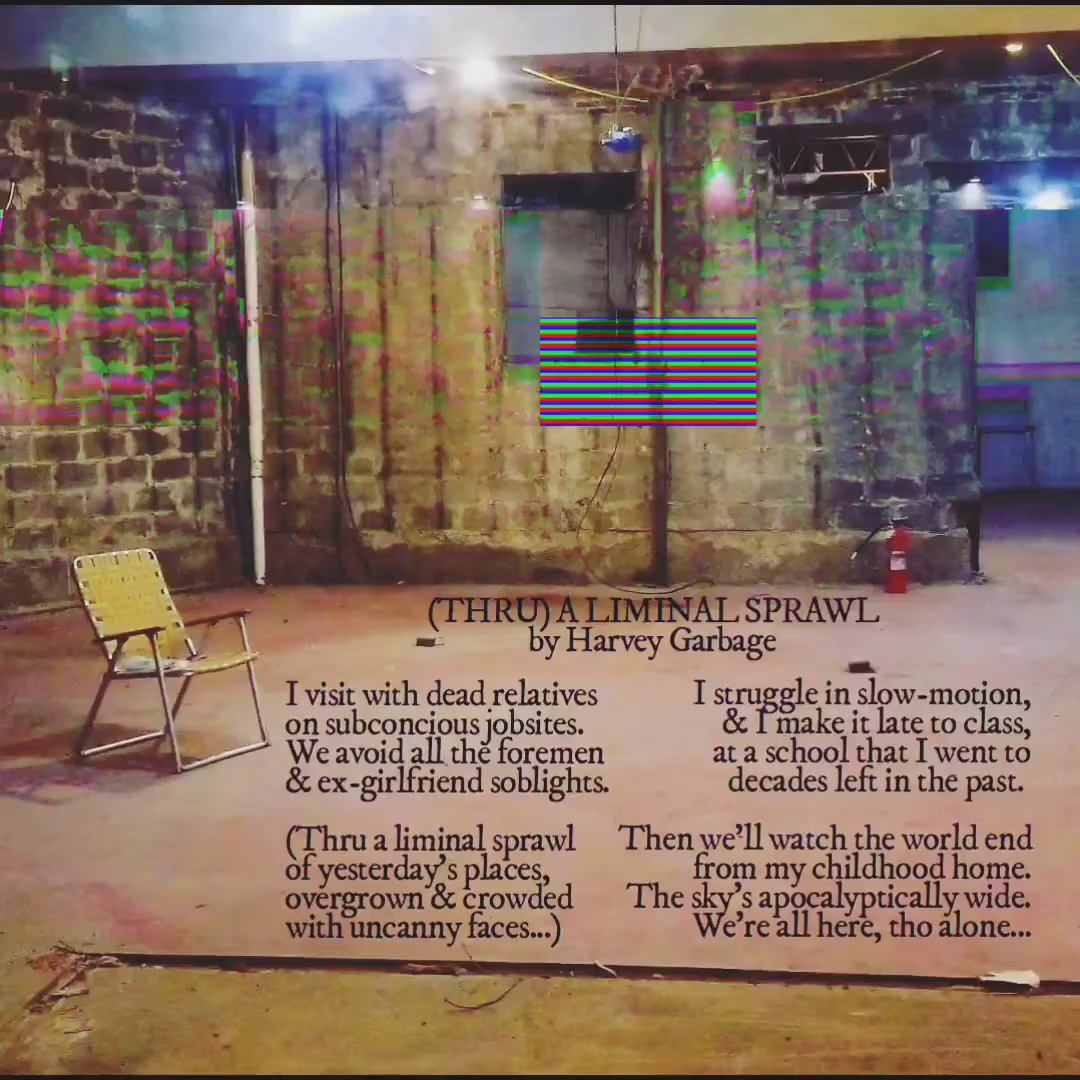 (THRU) A LIMINAL SPRAWL
by Harvey Garbage
I visit with dead relatives
on subconcious jobsites.
We avoid all the foremen
& ex-girlfriend soblights.
(Thru a liminal sprawl
of yesterday's places,
overgrown & crowded
with uncanny faces...)
I struggle in slow-motion,
& I make it late to class,
at a school that I went to
decades left in the past.
Then we'll watch the world end
from my childhood home.
The sky's apocalyptically wide.
We're all here, tho alone...